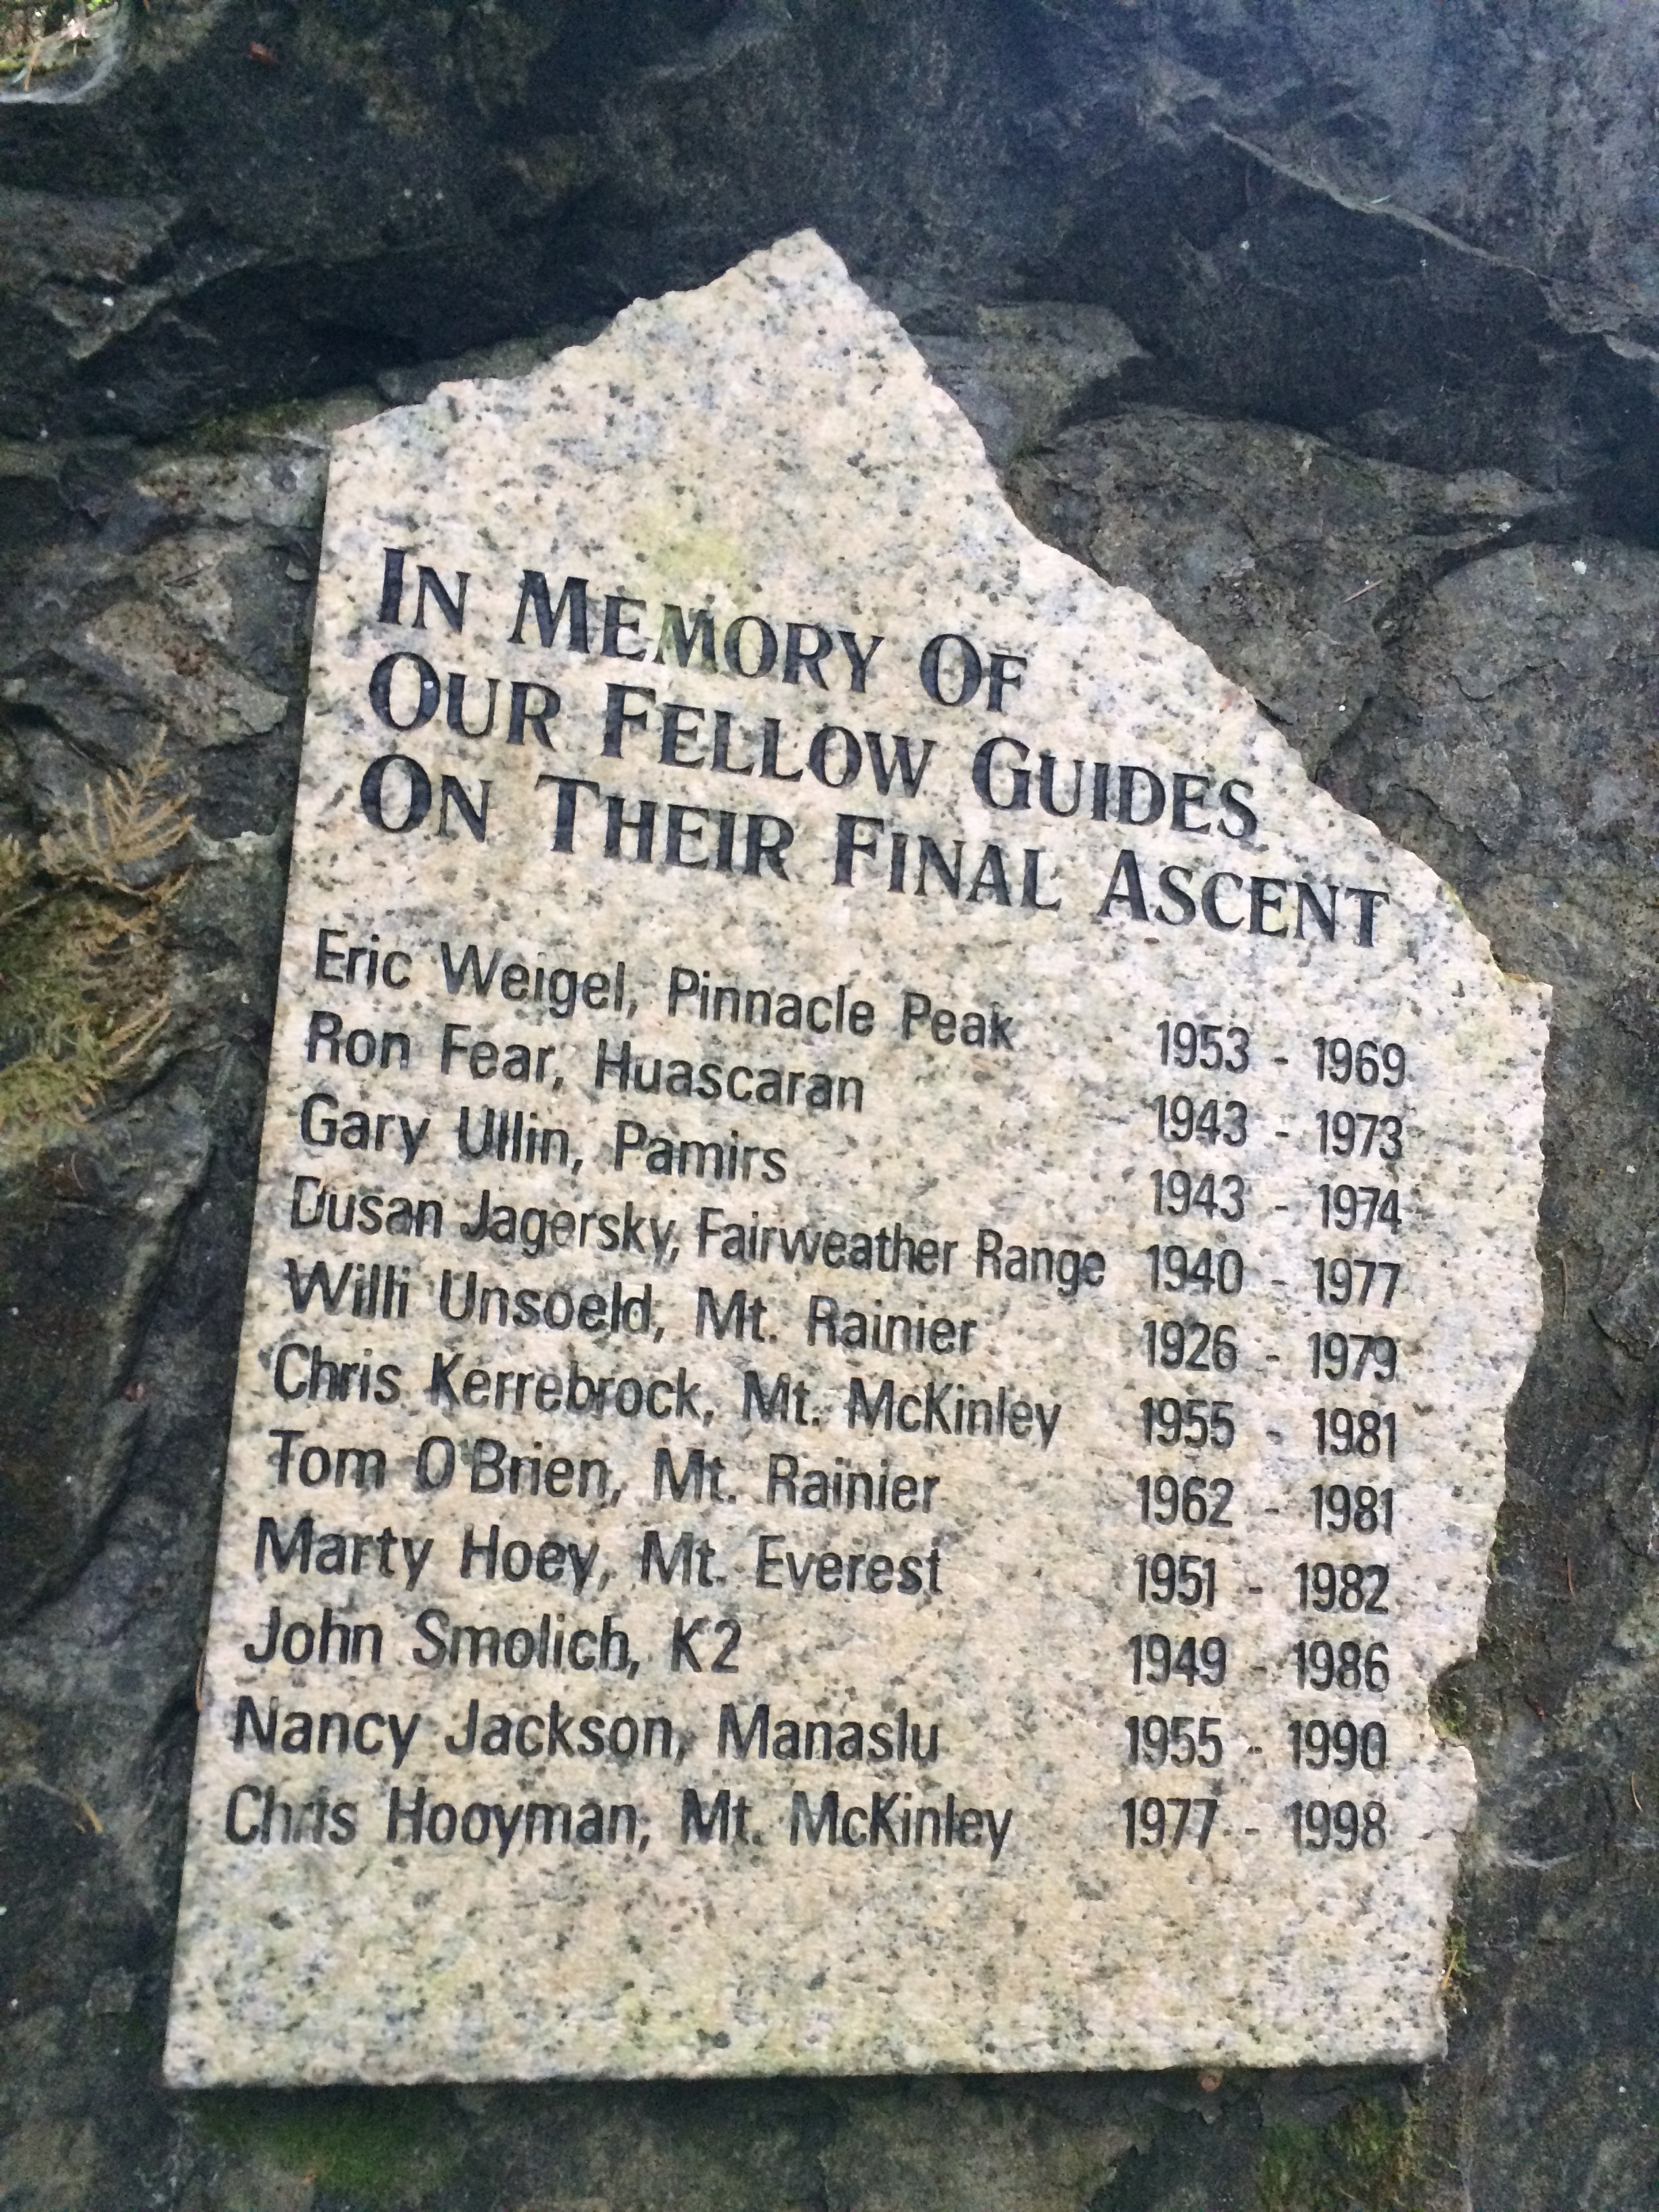 IN MEMORY OF
OUR FELLOW GUIDES
ON THEIR FINAL ASCENT
Eric Weigel, Pinnacle Peak 1953 - 1969
Ron Fear, Huascaran 1943 - 1973
Gary Ullin, Pamirs 1943 - 1974
Dusan Jagersky, Fairweather Range 1940 - 1977
Willi Unsoeld, Mt. Rainier 1926 - 1979
Chris Kerrebrock, Mt. McKinley 1955 - 1981
Tom O'Brien, Mt. Rainier 1962 - 1981
Marty Hoey, Mt. Everest 1951 - 1982
John Smolich, K2 1949 - 1986
Nancy Jackson, Manaslu 1955 - 1990
Chris Hooyman, Mt. McKinley 1977 - 1998